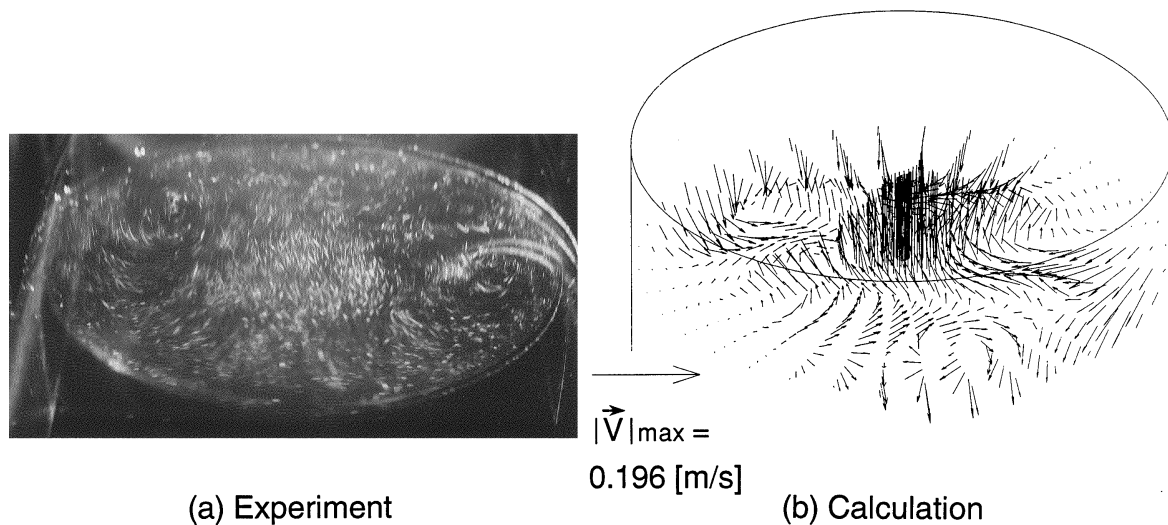 |V⃗|max =
0.196 [m/s]
(a) Experiment
(b) Calculation